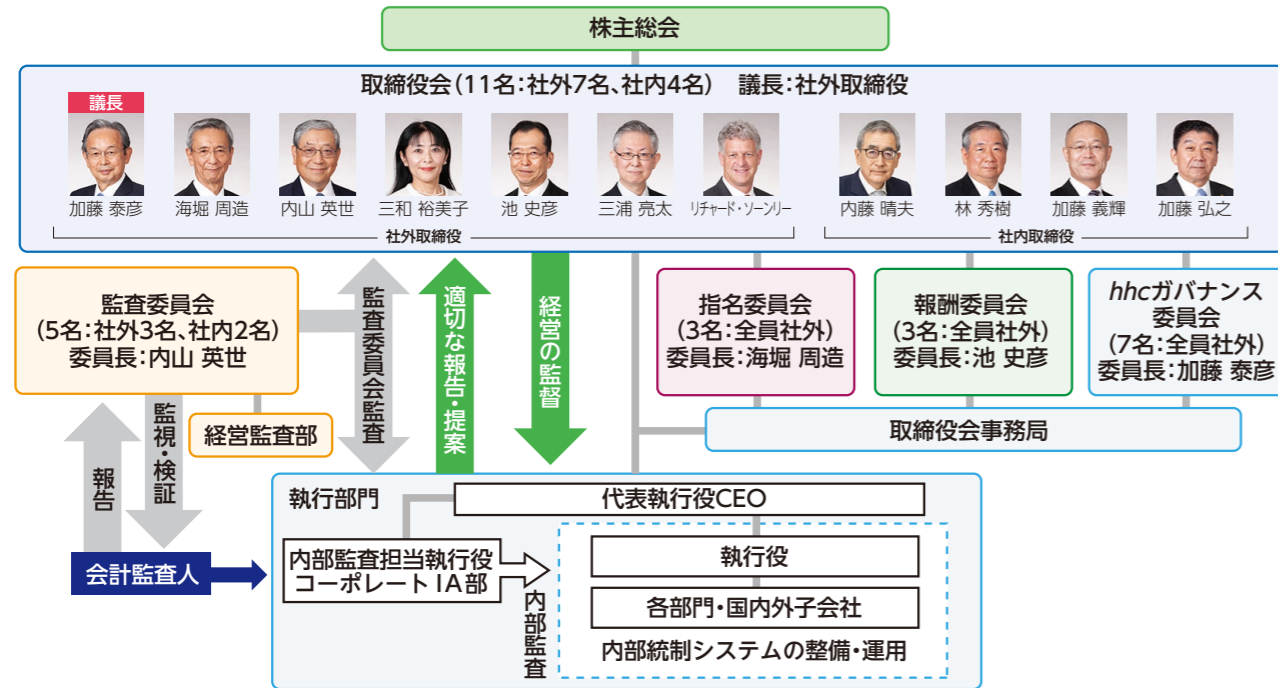 株主総会
取締役会(11名:社外7名、社内4名) 議長:社外取締役
議長
加藤 泰彦
海堀 周造
内山 英世
三和 裕美子
池 史彦
三浦 亮太
リチャード・ソーンリー
内藤 晴夫
林 秀樹
加藤 義輝
加藤 弘之
社外取締役
社内取締役
監査委員会
(5名:社外3名、社内2名)
委員長:内山 英世
経営監査部
報告
監視・検証
会計監査人
監査委員会監査
適切な報告・提案
経営の監督
指名委員会
(3名:全員社外)
委員長:海堀 周造
報酬委員会
(3名:全員社外)
委員長:池 史彦
hhcガバナンス
委員会
(7名:全員社外)
委員長:加藤 泰彦
取締役会事務局
執行部門
代表執行役CEO
内部監査担当執行役
コーポレートIA部
内部監査
執行役
各部門・国内外子会社
内部統制システムの整備・運用